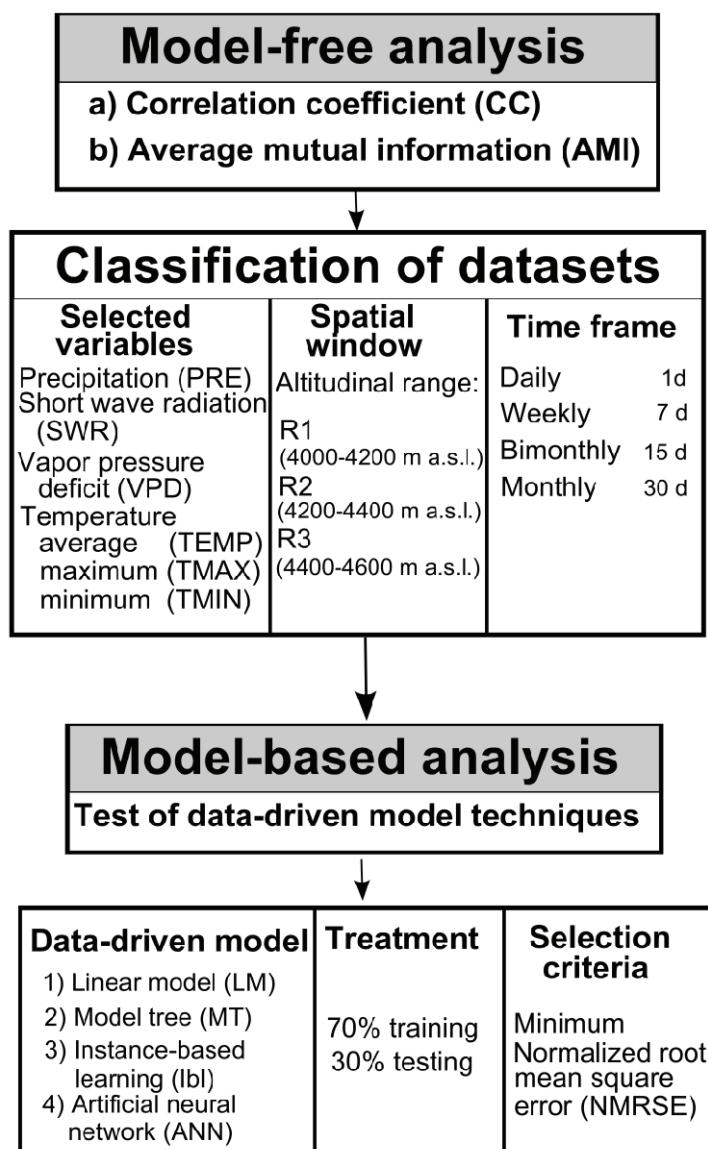 Model-free analysis
a) Correlation coefficient (CC)
b) Average mutual information (AMI)
Classification of datasets
Selected
variables
Precipitation (PRE)
Short wave radiation
(SWR)
Vapor pressure
deficit (VPD)
Temperature
average (TEMP)
maximum (TMAX)
minimum (TMIN)
Spatial
window
Altitudinal range:
R1
(4000-4200 m a.s.l.)
R2
(4200-4400 m a.s.l.)
R3
(4400-4600 m a.s.l.)
Time frame
Daily 1d
Weekly 7 d
Bimonthly 15 d
Monthly 30 d
Model-based analysis
Test of data-driven model techniques
Data-driven model
1) Linear model (LM)
2) Model tree (MT)
3) Instance-based
learning (Ibl)
4) Artificial neural
network (ANN)
Treatment
70% training
30% testing
Selection
criteria
Minimum
Normalized root
mean square
error (NMRSE)